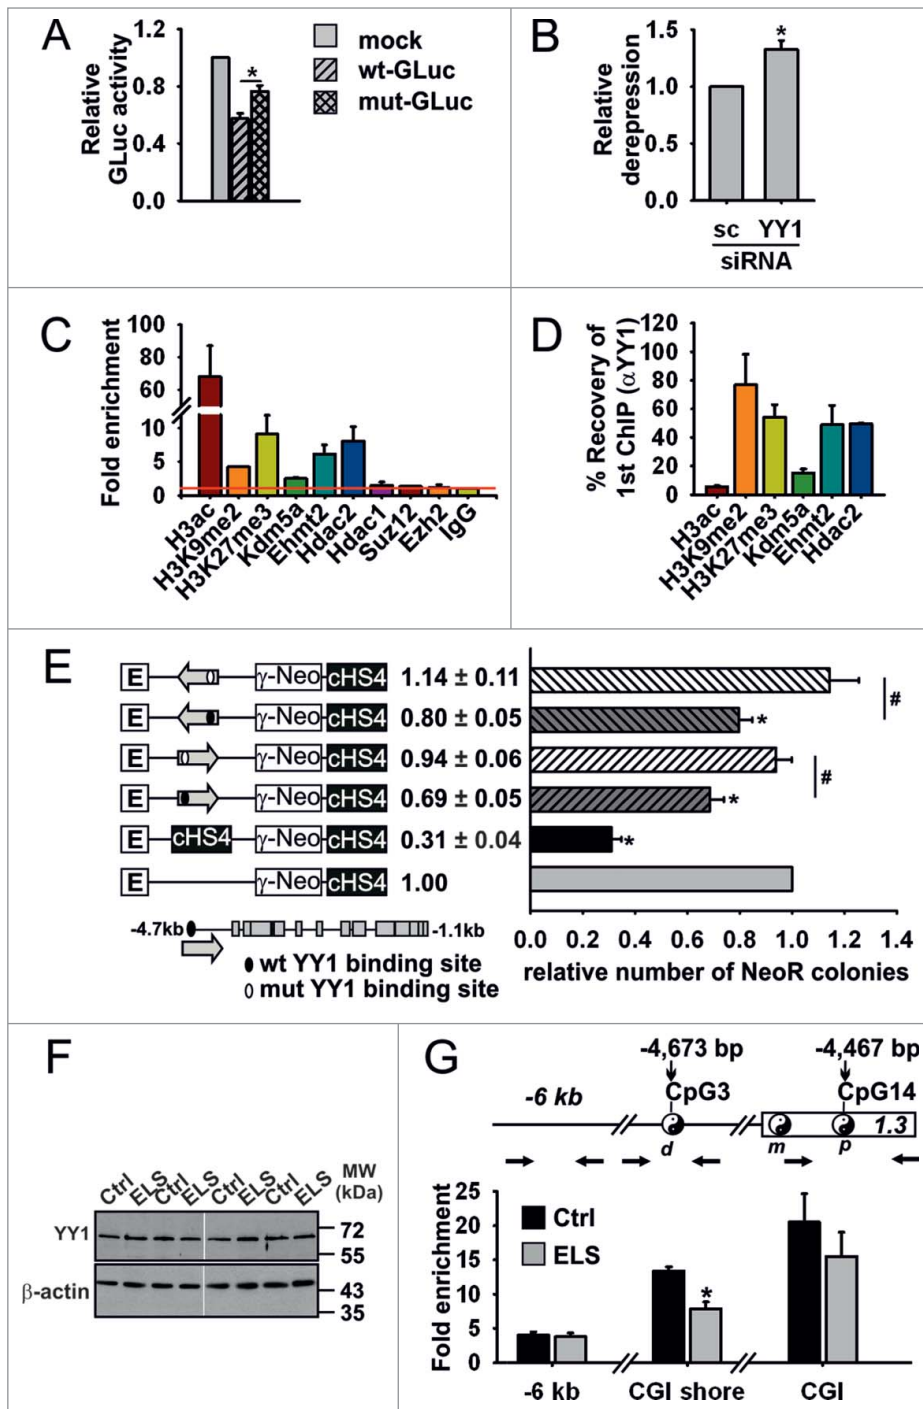 A
Relative
GLuc activity
1.2
0.8
0.4
0.0
*
mock
wt-GLuc
mut-GLuc
B
Relative
derepression
1.5
1.0
0.5
0.0
*
sc YY1
siRNA
C
Fold enrichment
100
80
60
10
5
0
H3ac
H3K9me2
H3K27me3
Kdm5a
Ehmt2
Hdac2
Hdac1
Suz12
Ezh2
IgG
D
% Recovery of
1st ChIP (αYY1)
120
100
80
60
40
20
0
H3ac
H3K9me2
H3K27me3
Kdm5a
Ehmt2
Hdac2
E
E γ-Neo cHS4 1.14 ± 0.11
#
E γ-Neo cHS4 0.80 ± 0.05 *
E γ-Neo cHS4 0.94 ± 0.06
#
E γ-Neo cHS4 0.69 ± 0.05 *
E cHS4 γ-Neo cHS4 0.31 ± 0.04 *
E γ-Neo cHS4 1.00
-4.7kb -1.1kb
wt YY1 binding site
mut YY1 binding site
0.0 0.2 0.4 0.6 0.8 1.0 1.2 1.4
relative number of NeoR colonies
F
Ctrl ELS Ctrl ELS Ctrl ELS Ctrl ELS
MW
(kDa)
YY1
72
55
β-actin
43
35
G
-4,673 bp -4,467 bp
-6 kb CpG3 CpG14
1.3
d m p
Fold enrichment
25
20
15
10
5
0
Ctrl
ELS
*
-6 kb CGI shore CGI